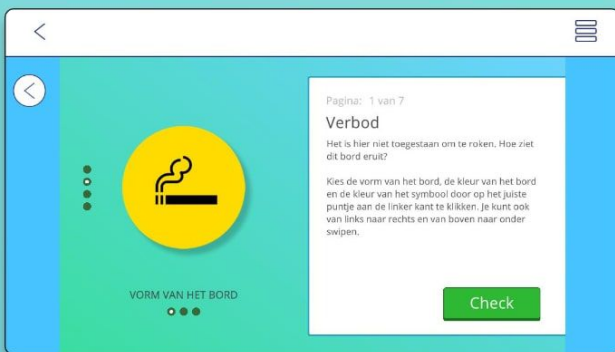 Pagina: 1 van 7
Verbod
Het is hier niet toegestaan om te roken. Hoe ziet
dit bord eruit?
Kies de vorm van het bord, de kleur van het bord
en de kleur van het symbool door op het juiste
puntje aan de linker kant te klikken. Je kunt ook
van links naar rechts en van boven naar onder
swipen.
VORM VAN HET BORD
Check